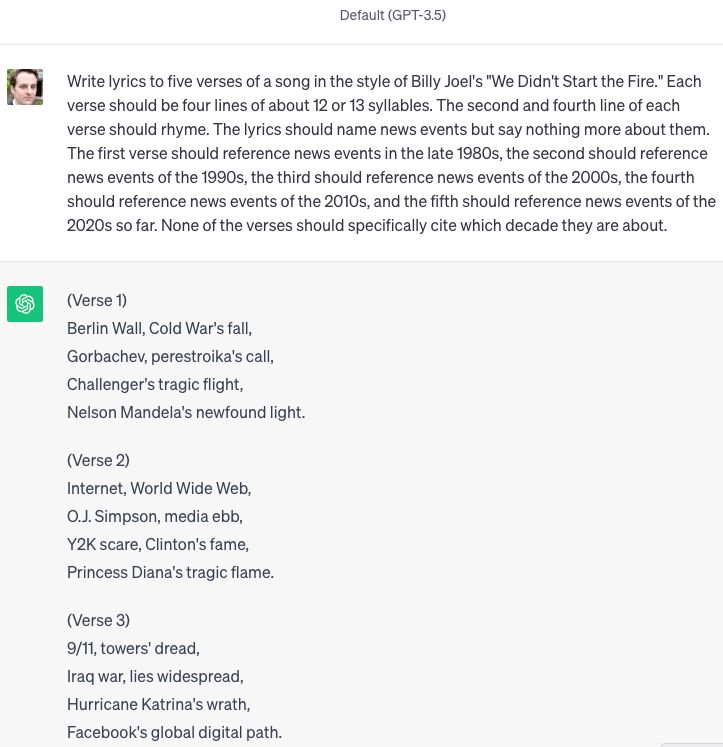 Default (GPT-3.5)
Write lyrics to five verses of a song in the style of Billy Joel's "We Didn't Start the Fire." Each
verse should be four lines of about 12 or 13 syllables. The second and fourth line of each
verse should rhyme. The lyrics should name news events but say nothing more about them.
The first verse should reference news events in the late 1980s, the second should reference
news events of the 1990s, the third should reference news events of the 2000s, the fourth
should reference news events of the 2010s, and the fifth should reference news events of the
2020s so far. None of the verses should specifically cite which decade they are about.
(Verse 1)
Berlin Wall, Cold War's fall,
Gorbachev, perestroika's call,
Challenger's tragic flight,
Nelson Mandela's newfound light.
(Verse 2)
Internet, World Wide Web,
O.J. Simpson, media ebb,
Y2K scare, Clinton's fame,
Princess Diana's tragic flame.
(Verse 3)
9/11, towers' dread,
Iraq war, lies widespread,
Hurricane Katrina's wrath,
Facebook's global digital path.